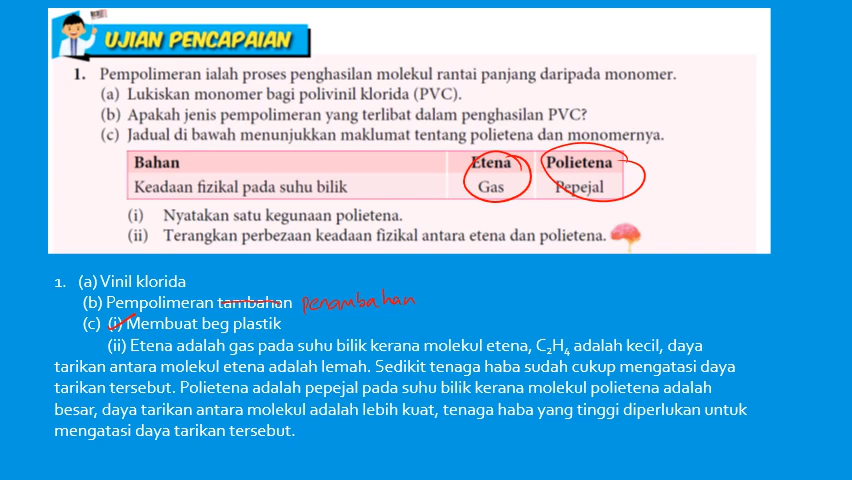 UJIAN PENCAPAIAN
1. Pempolimeran ialah proses penghasilan molekul rantai panjang daripada monomer.
(a) Lukiskan monomer bagi polivinil klorida (PVC).
(b) Apakah jenis pempolimeran yang terlibat dalam penghasilan PVC?
(c) Jadual di bawah menunjukkan maklumat tentang polietena dan monomernya.
Bahan Etena Polietena
Keadaan fizikal pada suhu bilik Gas Pepejal
(i) Nyatakan satu kegunaan polietena.
(ii) Terangkan perbezaan keadaan fizikal antara etena dan polietena.
1. (a) Vinil klorida
(b) Pempolimeran tambahan penambahan
(c) (i) Membuat beg plastik
(ii) Etena adalah gas pada suhu bilik kerana molekul etena, C₂H₄ adalah kecil, daya
tarikan antara molekul etena adalah lemah. Sedikit tenaga haba sudah cukup mengatasi daya
tarikan tersebut. Polietena adalah pepejal pada suhu bilik kerana molekul polietena adalah
besar, daya tarikan antara molekul adalah lebih kuat, tenaga haba yang tinggi diperlukan untuk
mengatasi daya tarikan tersebut.